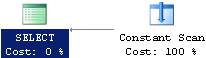 SELECT
Cost: 0 %
Constant Scan
Cost: 100 %